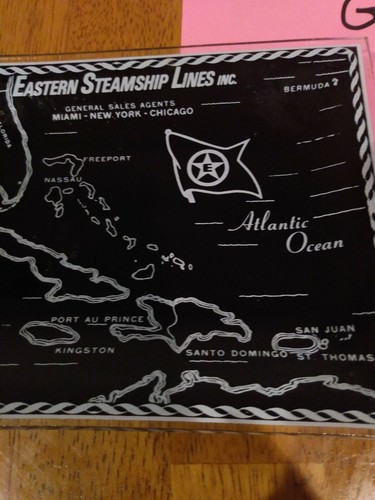 G
EASTERN STEAMSHIP LINES INC.
GENERAL SALES AGENTS
MIAMI - NEW YORK - CHICAGO
BERMUDA
FLORIDA
FREEPORT
NASSAU
E
Atlantic
Ocean
PORT AU PRINCE
SAN JUAN
KINGSTON
SANTO DOMINGO
ST. THOMAS